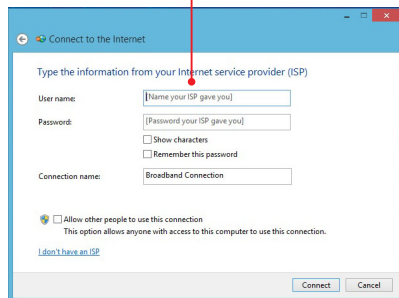 Connect to the Internet
Type the information from your Internet service provider (ISP)
User name:
[Name your ISP gave you]
Password:
[Password your ISP gave you]
Show characters
Remember this password
Connection name:
Broadband Connection
Allow other people to use this connection
This option allows anyone with access to this computer to use this connection.
I don't have an ISP
Connect Cancel